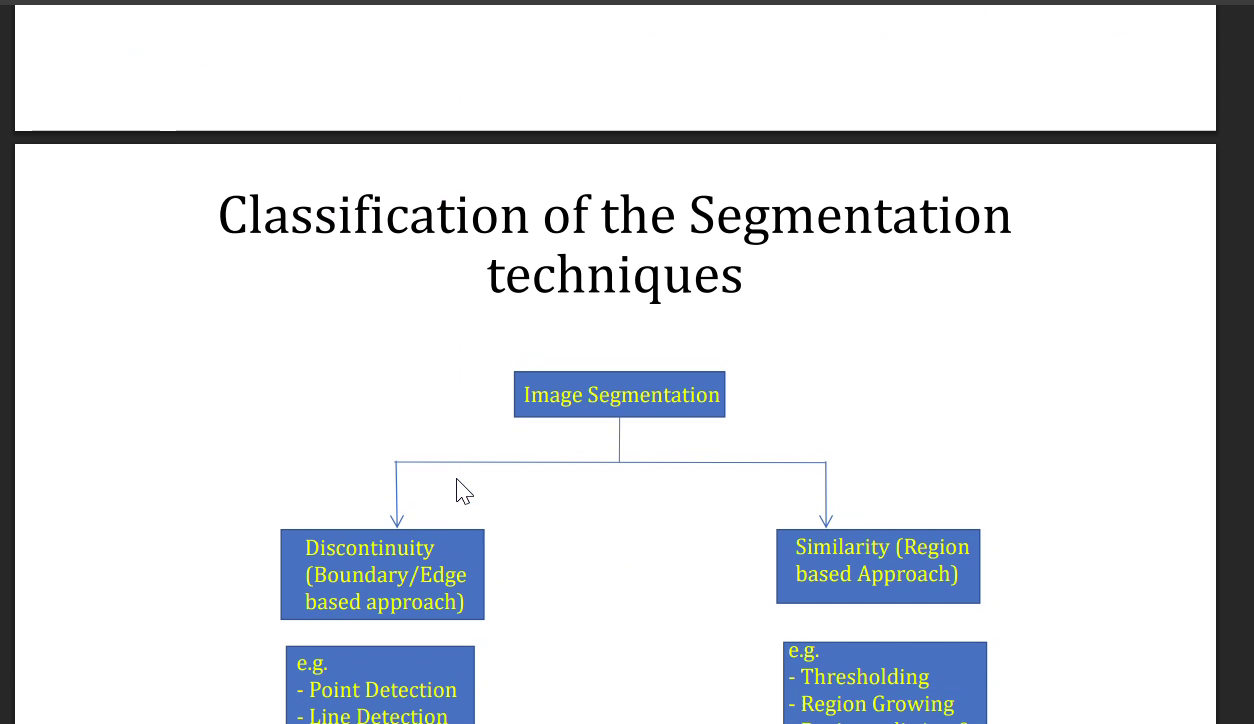 Classification of the Segmentation
techniques
Image Segmentation
Discontinuity
(Boundary/Edge
based approach)
Similarity (Region
based Approach)
e.g.
- Point Detection
- Line Detection
e.g.
- Thresholding
- Region Growing